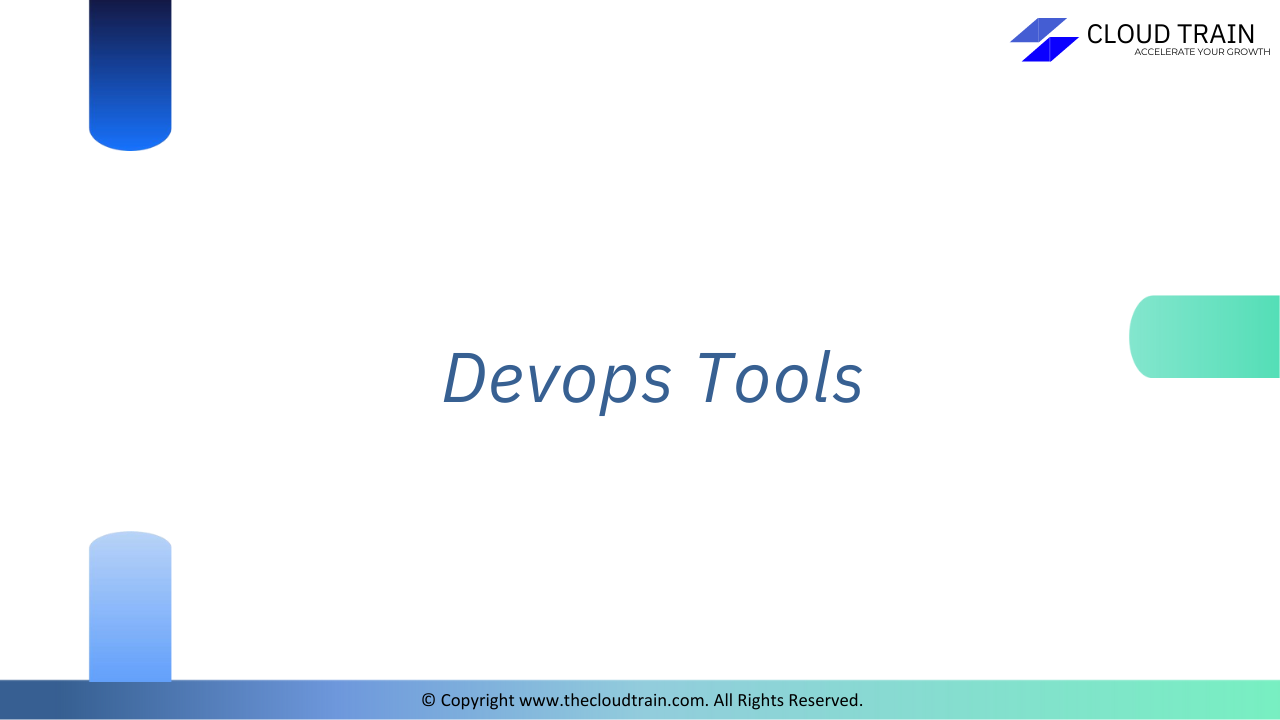 CLOUD TRAIN
ACCELERATE YOUR GROWTH
Devops Tools
© Copyright www.thecloudtrain.com. All Rights Reserved.